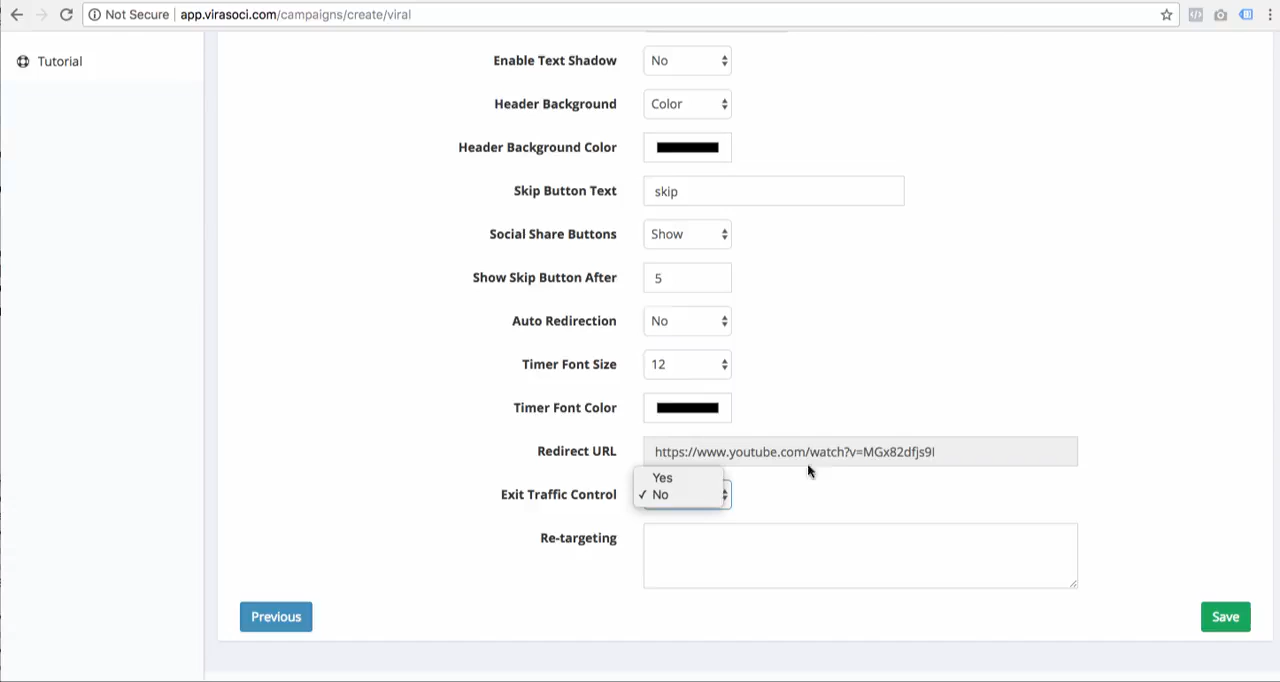 Not Secure
app.virasoci.com/campaigns/create/viral
Tutorial
Enable Text Shadow
No
Header Background
Color
Header Background Color
Skip Button Text
skip
Social Share Buttons
Show
Show Skip Button After
5
Auto Redirection
No
Timer Font Size
12
Timer Font Color
Redirect URL
https://www.youtube.com/watch?v=MGx82dfjs9I
Yes
Exit Traffic Control
✓ No
Re-targeting
Previous
Save